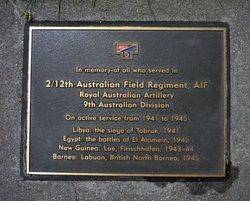 In memory of all who served in
2/12th Australian Field Regiment, AIF
Royal Australian Artillery
9th Australian Division
On active service from 1941 to 1945
Libya: the siege of Tobruk, 1941
Egypt: the battles of El Alamein, 1942
New Guinea: Lae, Finschhafen, 1943-44
Borneo: Labuan, British North Borneo, 1945